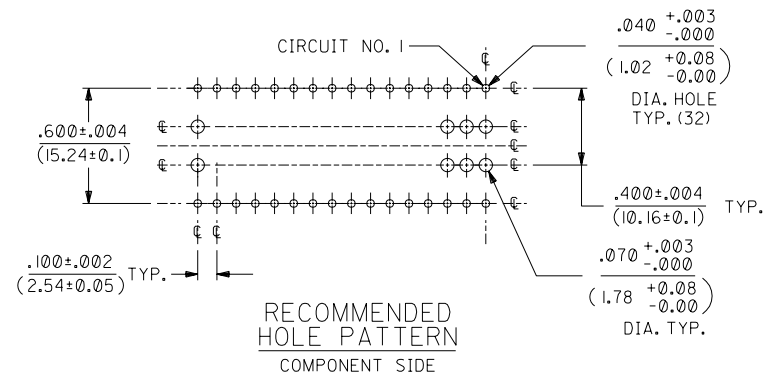 CIRCUIT NO. 1
.040 +.003 -.000
(1.02 +0.08 -0.00)
DIA. HOLE
TYP. (32)
.600±.004
(15.24±0.1)
.400±.004 TYP.
(10.16±0.1)
.100±.002 TYP.
(2.54±0.05)
.070 +.003 -.000
(1.78 +0.08 -0.00)
DIA. TYP.
RECOMMENDED
HOLE PATTERN
COMPONENT SIDE